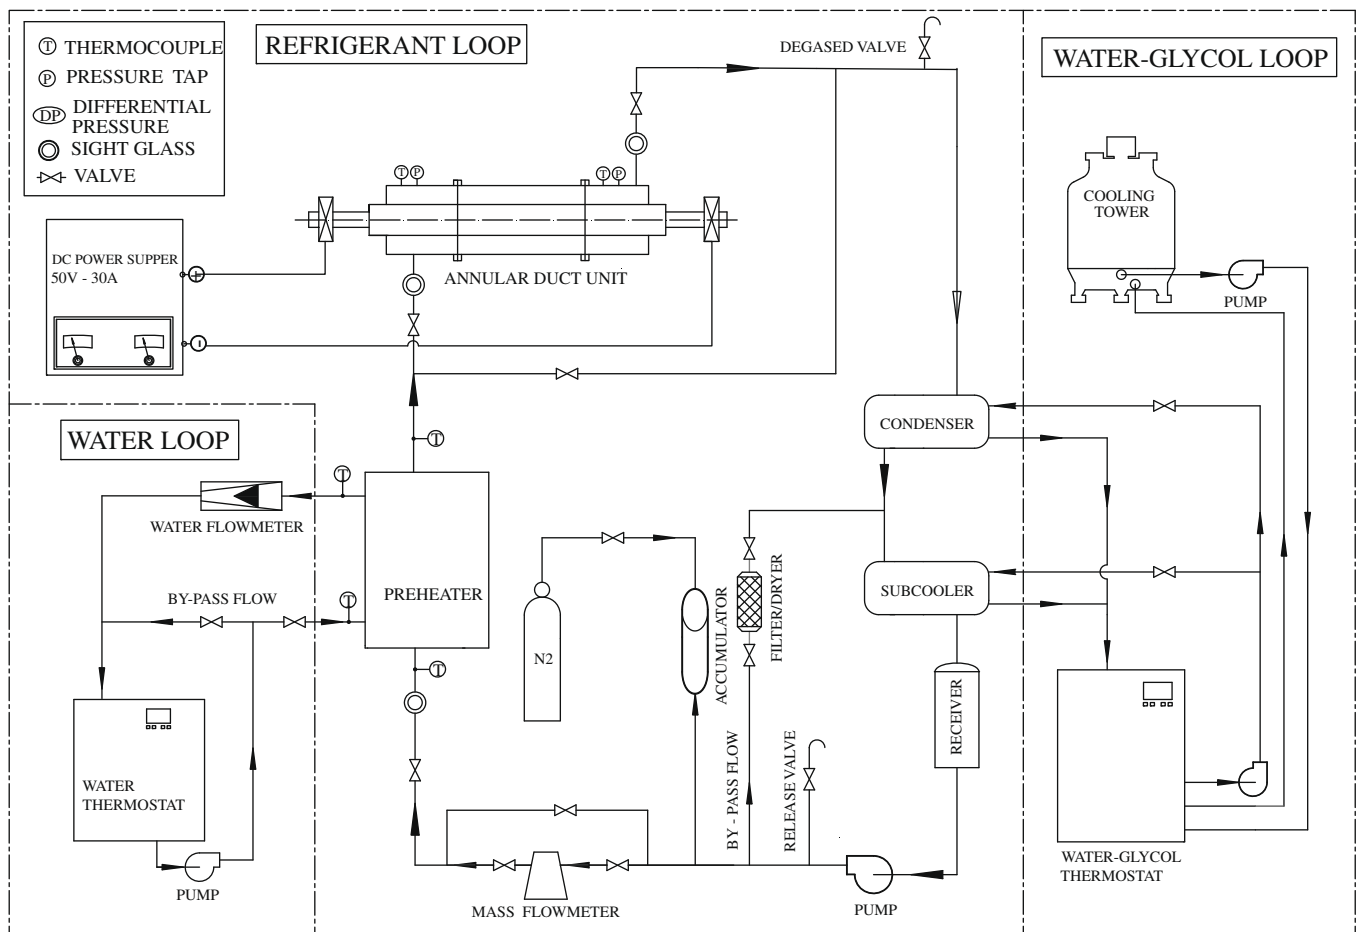 REFRIGERANT LOOP
WATER-GLYCOL LOOP
T THERMOCOUPLE
P PRESSURE TAP
DP DIFFERENTIAL
PRESSURE
SIGHT GLASS
VALVE
DEGASED VALVE
T P
T P
COOLING
TOWER
PUMP
DC POWER SUPPER
50V - 30A
+
I
ANNULAR DUCT UNIT
CONDENSER
WATER LOOP
T
T
WATER FLOWMETER
BY-PASS FLOW
T
PREHEATER
T
N2
ACCUMULATOR
FILTER/DRYER
SUBCOOLER
RECEIVER
BY - PASS FLOW
RELEASE VALVE
WATER
THERMOSTAT
PUMP
MASS FLOWMETER
PUMP
WATER-GLYCOL
THERMOSTAT